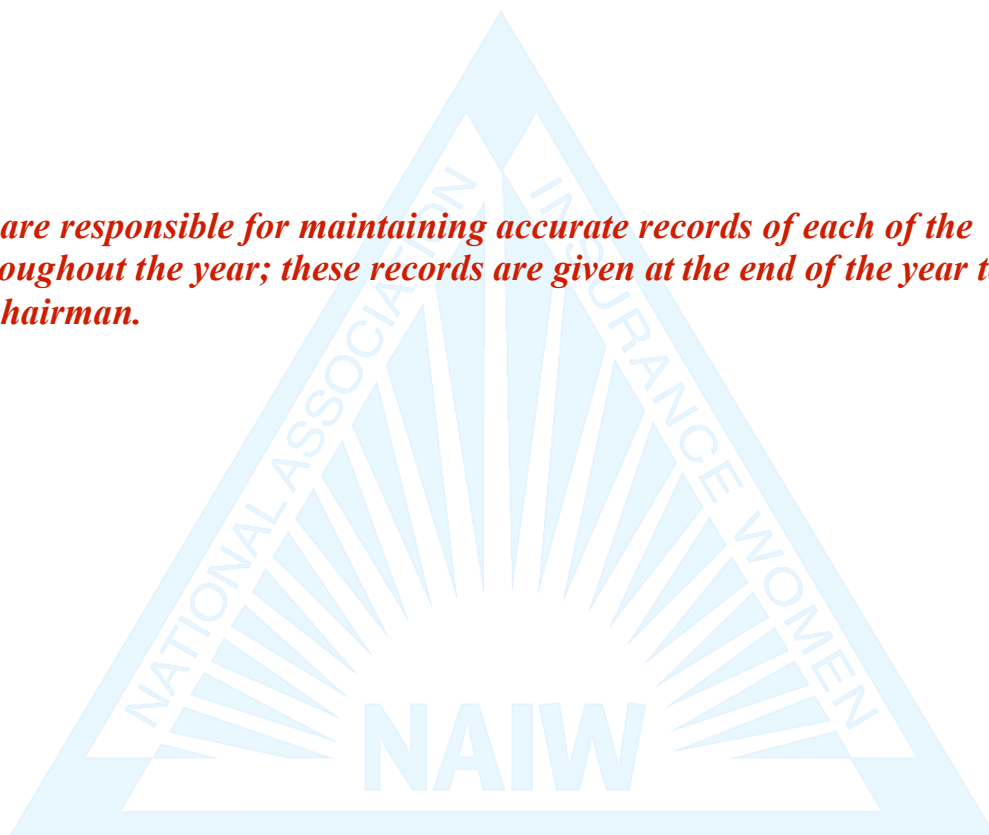 are responsible for maintaining accurate records of each of the
oughout the year; these records are given at the end of the year t
hairman.
NATIONAL ASSOCIATION
INSURANCE WOMEN
NAIW